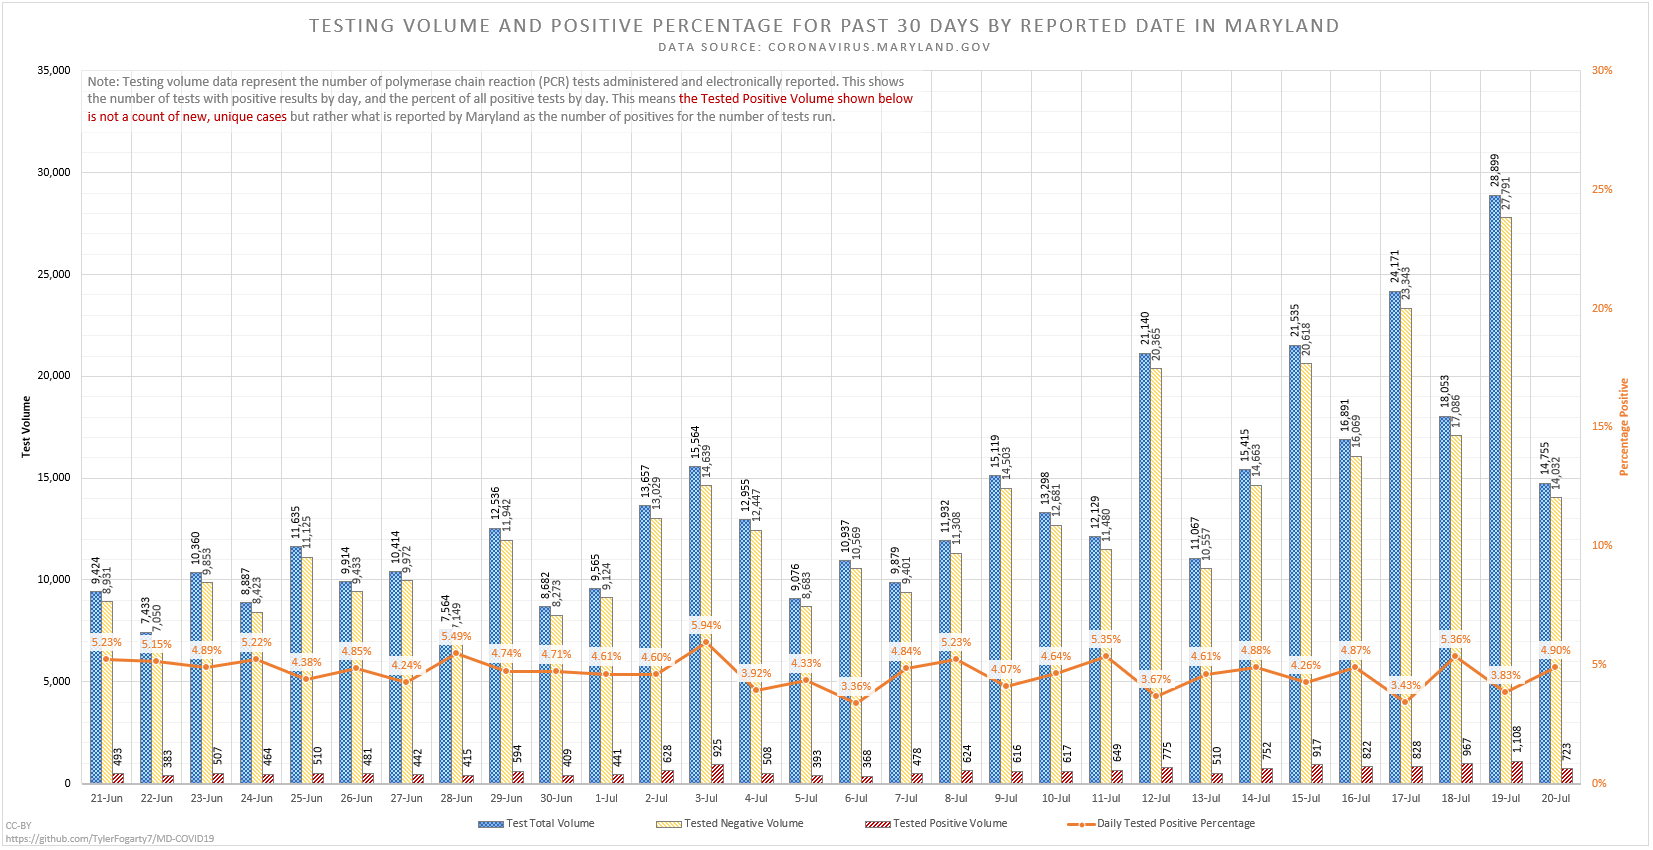 TESTING VOLUME AND POSITIVE PERCENTAGE FOR PAST 30 DAYS BY REPORTED DATE IN MARYLAND
DATA SOURCE: CORONAVIRUS.MARYLAND.GOV
Note: Testing volume data represent the number of polymerase chain reaction (PCR) tests administered and electronically reported. This shows
the number of tests with positive results by day, and the percent of all positive tests by day. This means the Tested Positive Volume shown below
is not a count of new, unique cases but rather what is reported by Maryland as the number of positives for the number of tests run.
35,000
30,000
25,000
20,000
15,000
10,000
5,000
0
Test Volume
30%
25%
20%
15%
10%
5%
0%
Percentage Positive
9,424 8,931 5.23% 493
7,433 7,050 5.15% 383
10,360 9,853 4.89% 507
8,887 8,423 5.22% 464
11,635 11,125 4.38% 510
9,914 9,433 4.85% 481
10,414 9,972 4.24% 442
7,564 7,149 5.49% 415
12,536 11,942 4.74% 594
8,682 8,273 4.71% 409
9,565 9,124 4.61% 441
13,657 13,029 4.60% 628
15,564 14,639 5.94% 925
12,955 12,447 3.92% 508
9,076 8,683 4.33% 393
10,937 10,569 3.36% 368
9,879 9,401 4.84% 478
11,932 11,308 5.23% 624
15,119 14,503 4.07% 616
13,298 12,681 4.64% 617
12,129 11,480 5.35% 649
21,140 20,365 3.67% 775
11,067 10,557 4.61% 510
15,415 14,663 4.88% 752
21,535 20,618 4.26% 917
16,891 16,069 4.87% 822
24,171 23,343 3.43% 828
18,053 17,086 5.36% 967
28,899 27,791 3.83% 1,108
14,755 14,032 4.90% 723
21-Jun 22-Jun 23-Jun 24-Jun 25-Jun 26-Jun 27-Jun 28-Jun 29-Jun 30-Jun 1-Jul 2-Jul 3-Jul 4-Jul 5-Jul 6-Jul 7-Jul 8-Jul 9-Jul 10-Jul 11-Jul 12-Jul 13-Jul 14-Jul 15-Jul 16-Jul 17-Jul 18-Jul 19-Jul 20-Jul
Test Total Volume Tested Negative Volume Tested Positive Volume Daily Tested Positive Percentage
CC-BY
https://github.com/TylerFogarty7/MD-COVID19